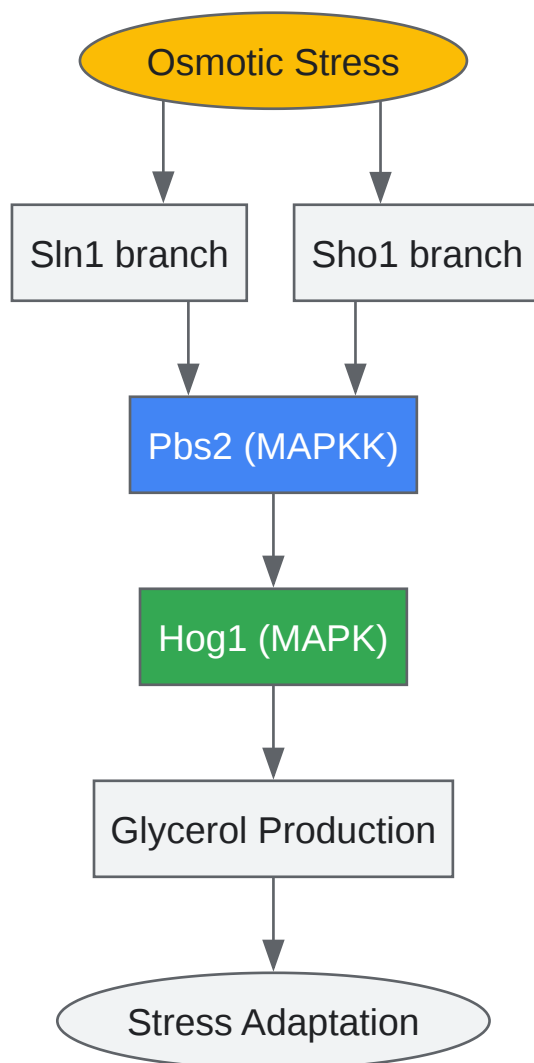 Osmotic Stress
Sln1 branch
Sho1 branch
Pbs2 (MAPKK)
Hog1 (MAPK)
Glycerol Production
Stress Adaptation